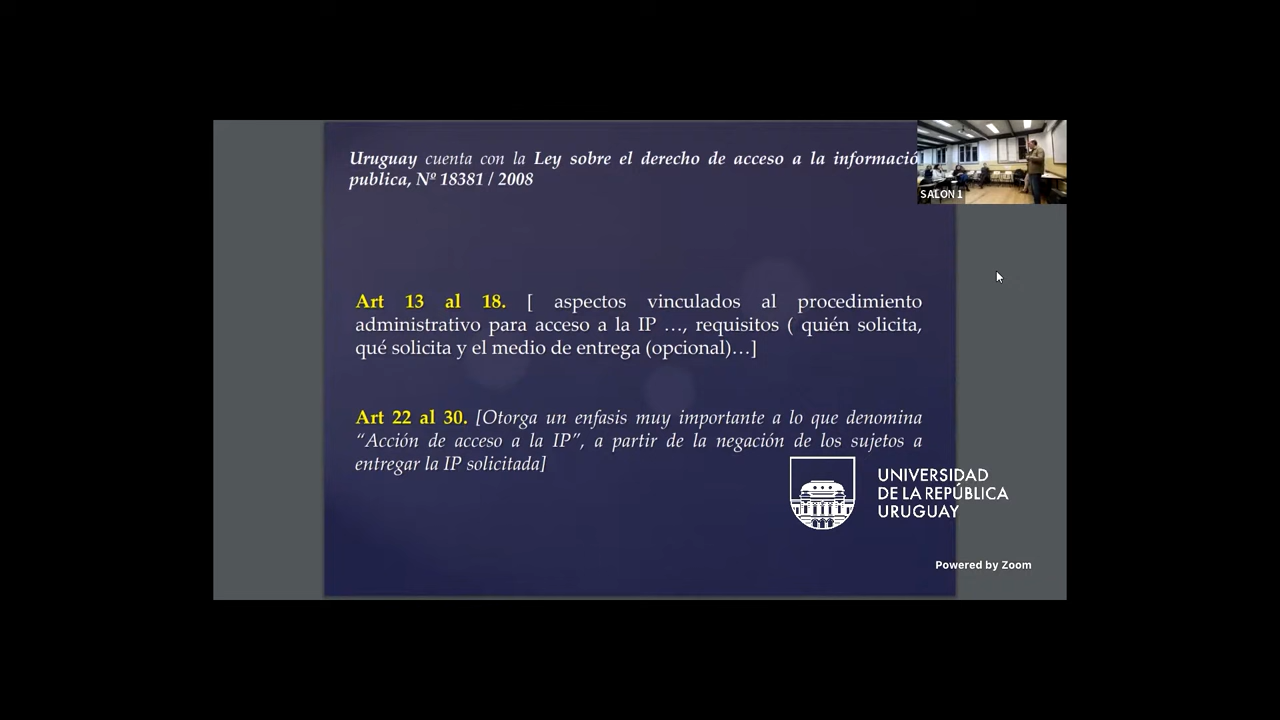 Uruguay cuenta con la Ley sobre el derecho de acceso a la informació
publica, Nº 18381 / 2008
SALON 1
Art 13 al 18. [ aspectos vinculados al procedimiento
administrativo para acceso a la IP …, requisitos ( quién solicita,
qué solicita y el medio de entrega (opcional)…]
Art 22 al 30. [Otorga un enfasis muy importante a lo que denomina
“Acción de acceso a la IP”, a partir de la negación de los sujetos a
entregar la IP solicitada]
UNIVERSIDAD
DE LA REPÚBLICA
URUGUAY
Powered by Zoom